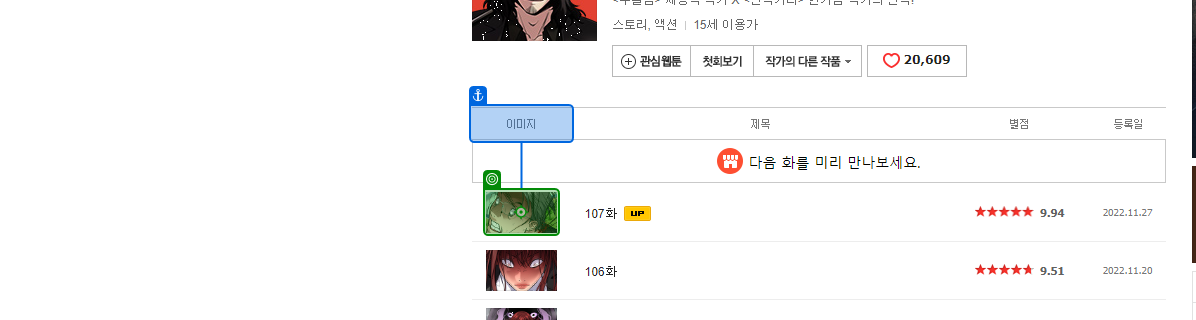 스토리, 액션 | 15세 이용가
관심웹툰 첫회보기 작가의 다른 작품 20,609
이미지 제목 별점 등록일
다음 화를 미리 만나보세요.
107화 UP 9.94 2022.11.27
106화 9.51 2022.11.20